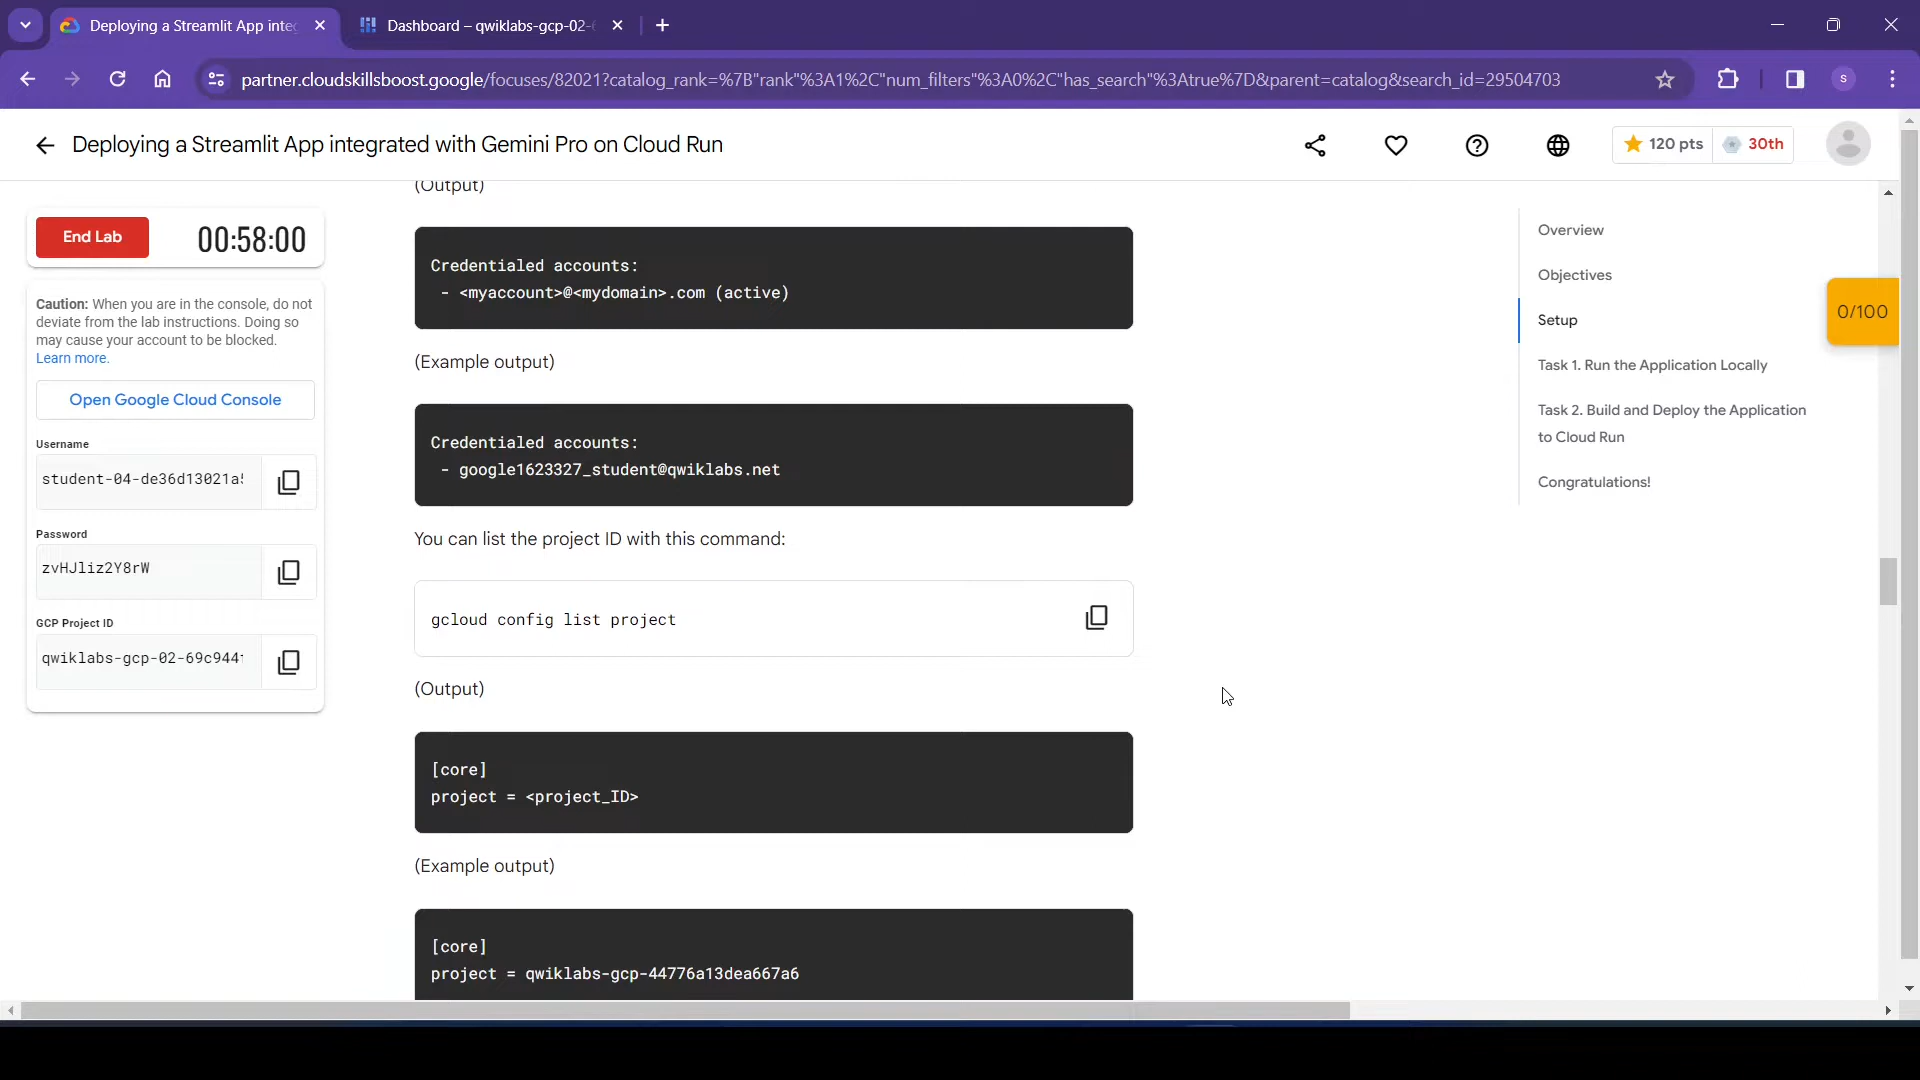 Deploying a Streamlit App inte
Dashboard – qwiklabs-gcp-02-6
partner.cloudskillsboost.google/focuses/82021?catalog_rank=%7B"rank"%3A1%2C"num_filters"%3A0%2C"has_search"%3Atrue%7D&parent=catalog&search_id=29504703
S
Deploying a Streamlit App integrated with Gemini Pro on Cloud Run
120 pts
30th
End Lab
00:58:00
Caution: When you are in the console, do not
deviate from the lab instructions. Doing so
may cause your account to be blocked.
Learn more.
Open Google Cloud Console
Username
student-04-de36d13021a5
Password
zvHJliz2Y8rW
GCP Project ID
qwiklabs-gcp-02-69c944f
(Output)
Credentialed accounts:
- <myaccount>@<mydomain>.com (active)
(Example output)
Credentialed accounts:
- google1623327_student@qwiklabs.net
You can list the project ID with this command:
gcloud config list project
(Output)
[core]
project = <project_ID>
(Example output)
[core]
project = qwiklabs-gcp-44776a13dea667a6
Overview
Objectives
Setup
Task 1. Run the Application Locally
Task 2. Build and Deploy the Application
to Cloud Run
Congratulations!
0/100